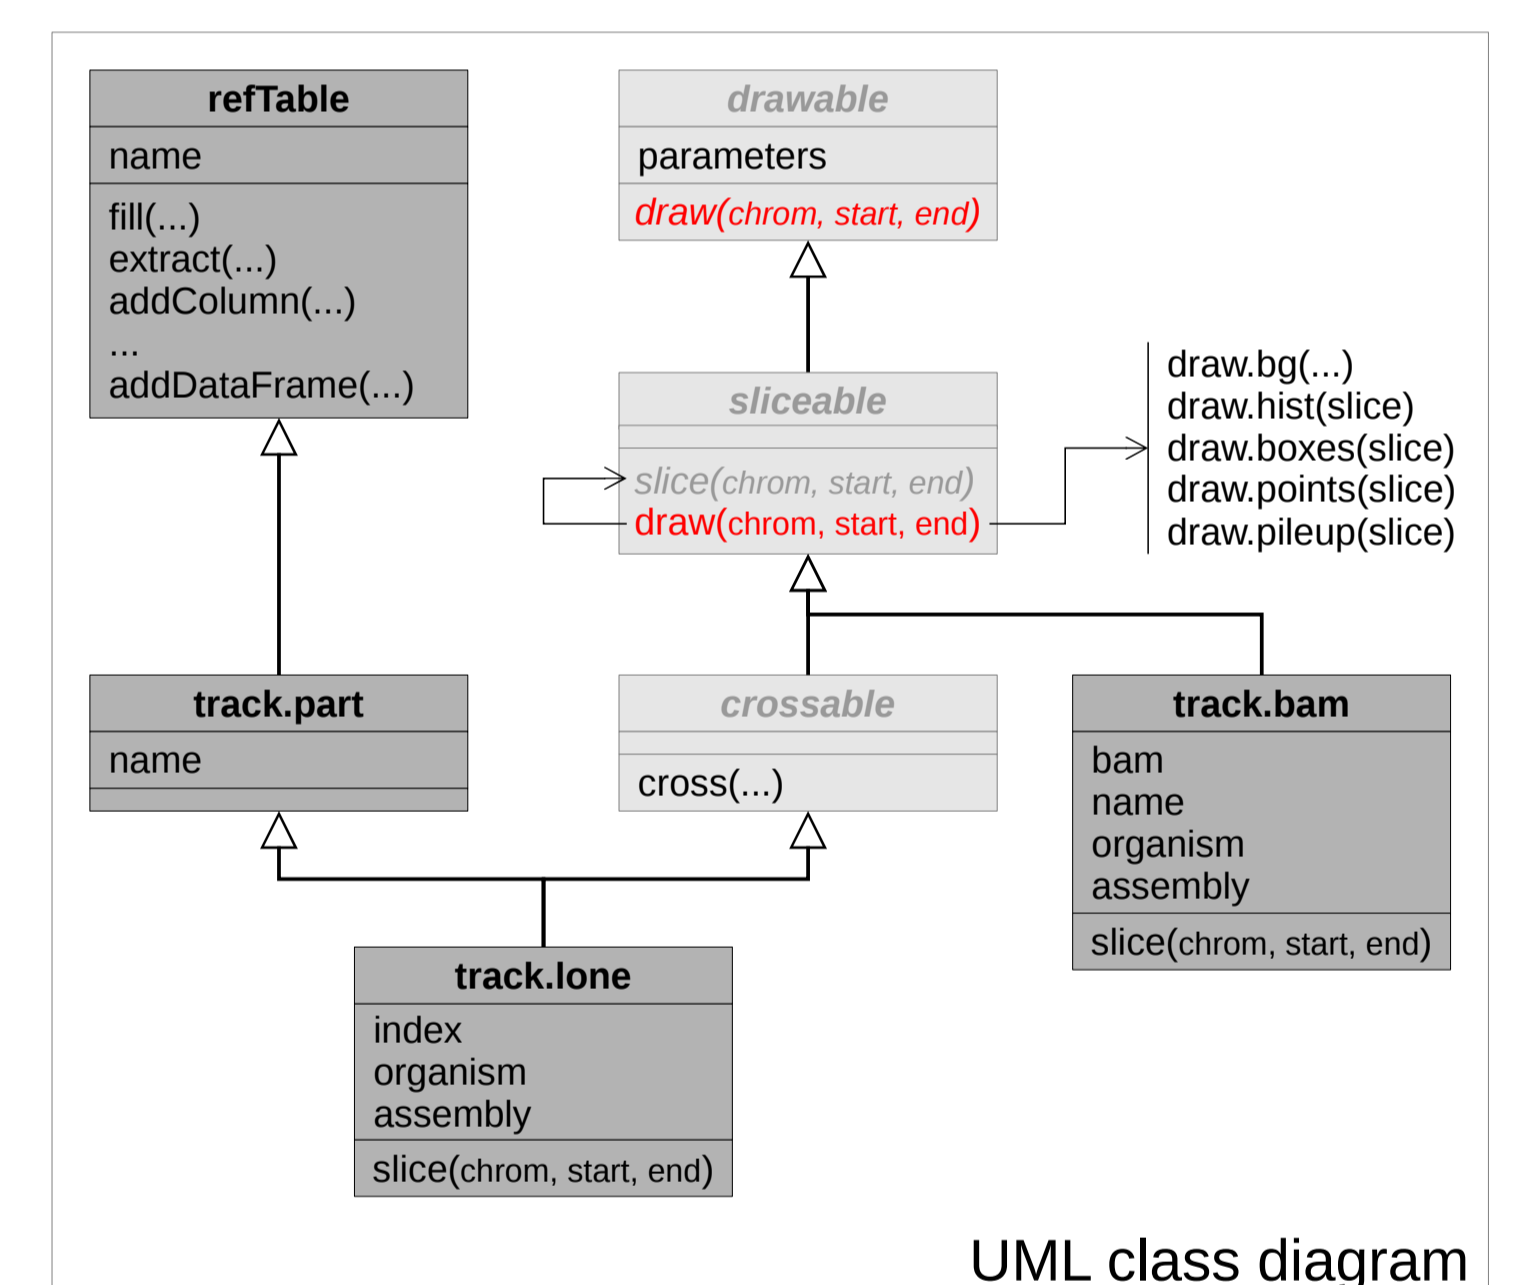 refTable
name
fill(...)
extract(...)
addColumn(...)
...
addDataFrame(...)
drawable
parameters
draw(chrom, start, end)
sliceable
slice(chrom, start, end)
draw(chrom, start, end)
draw.bg(...)
draw.hist(slice)
draw.boxes(slice)
draw.points(slice)
draw.pileup(slice)
track.part
name
crossable
cross(...)
track.bam
bam
name
organism
assembly
slice(chrom, start, end)
track.lone
index
organism
assembly
slice(chrom, start, end)
UML class diagram